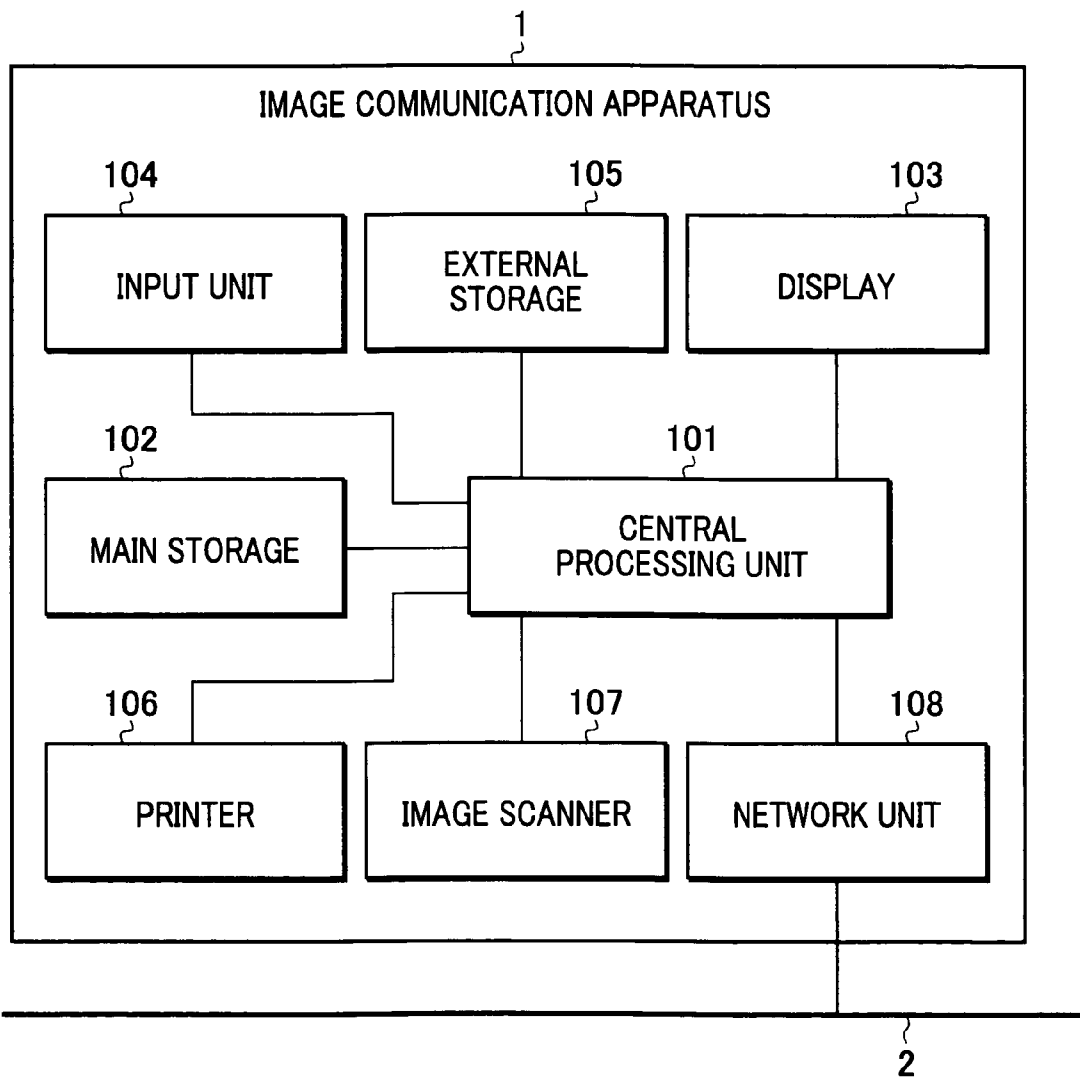 1
IMAGE COMMUNICATION APPARATUS
104
105
103
INPUT UNIT
EXTERNAL
STORAGE
DISPLAY
102
101
MAIN STORAGE
CENTRAL
PROCESSING UNIT
106
107
108
PRINTER
IMAGE SCANNER
NETWORK UNIT
2